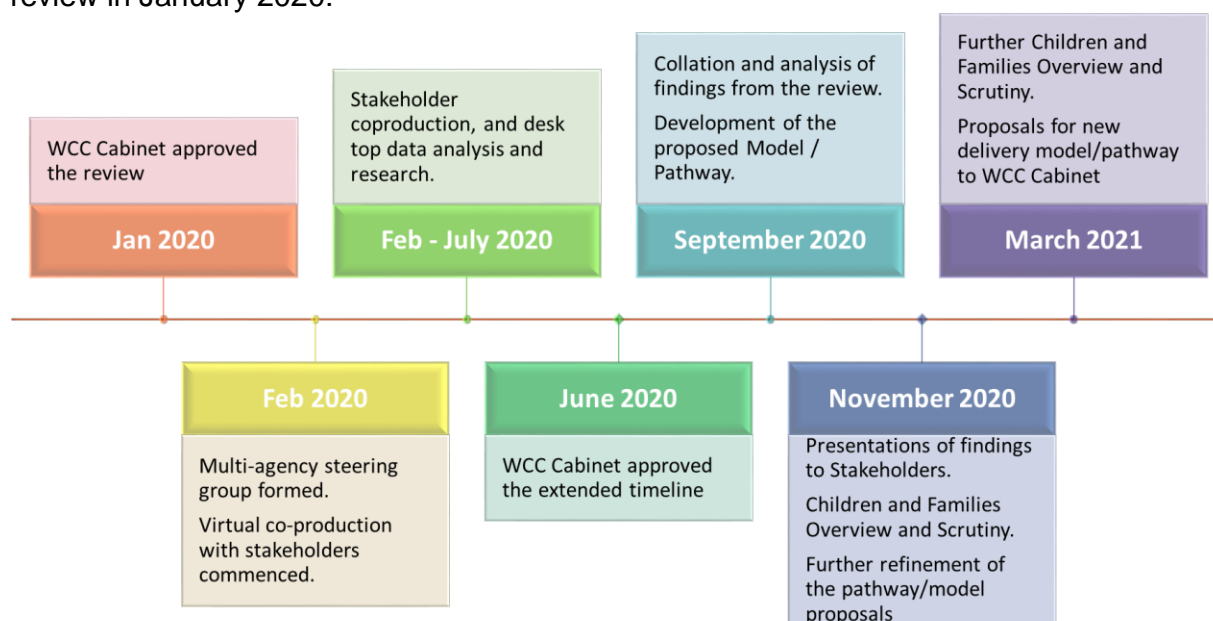 review in January 2020.
WCC Cabinet approved
the review
Jan 2020
Feb 2020
Multi-agency steering
group formed.
Virtual co-production
with stakeholders
commenced.
Stakeholder
coproduction, and desk
top data analysis and
research.
Feb - July 2020
June 2020
WCC Cabinet approved
the extended timeline
Collation and analysis of
findings from the review.
Development of the
proposed Model /
Pathway.
September 2020
November 2020
Presentations of findings
to Stakeholders.
Children and Families
Overview and Scrutiny.
Further refinement of
the pathway/model
proposals
Further Children and
Families Overview and
Scrutiny.
Proposals for new
delivery model/pathway
to WCC Cabinet
March 2021